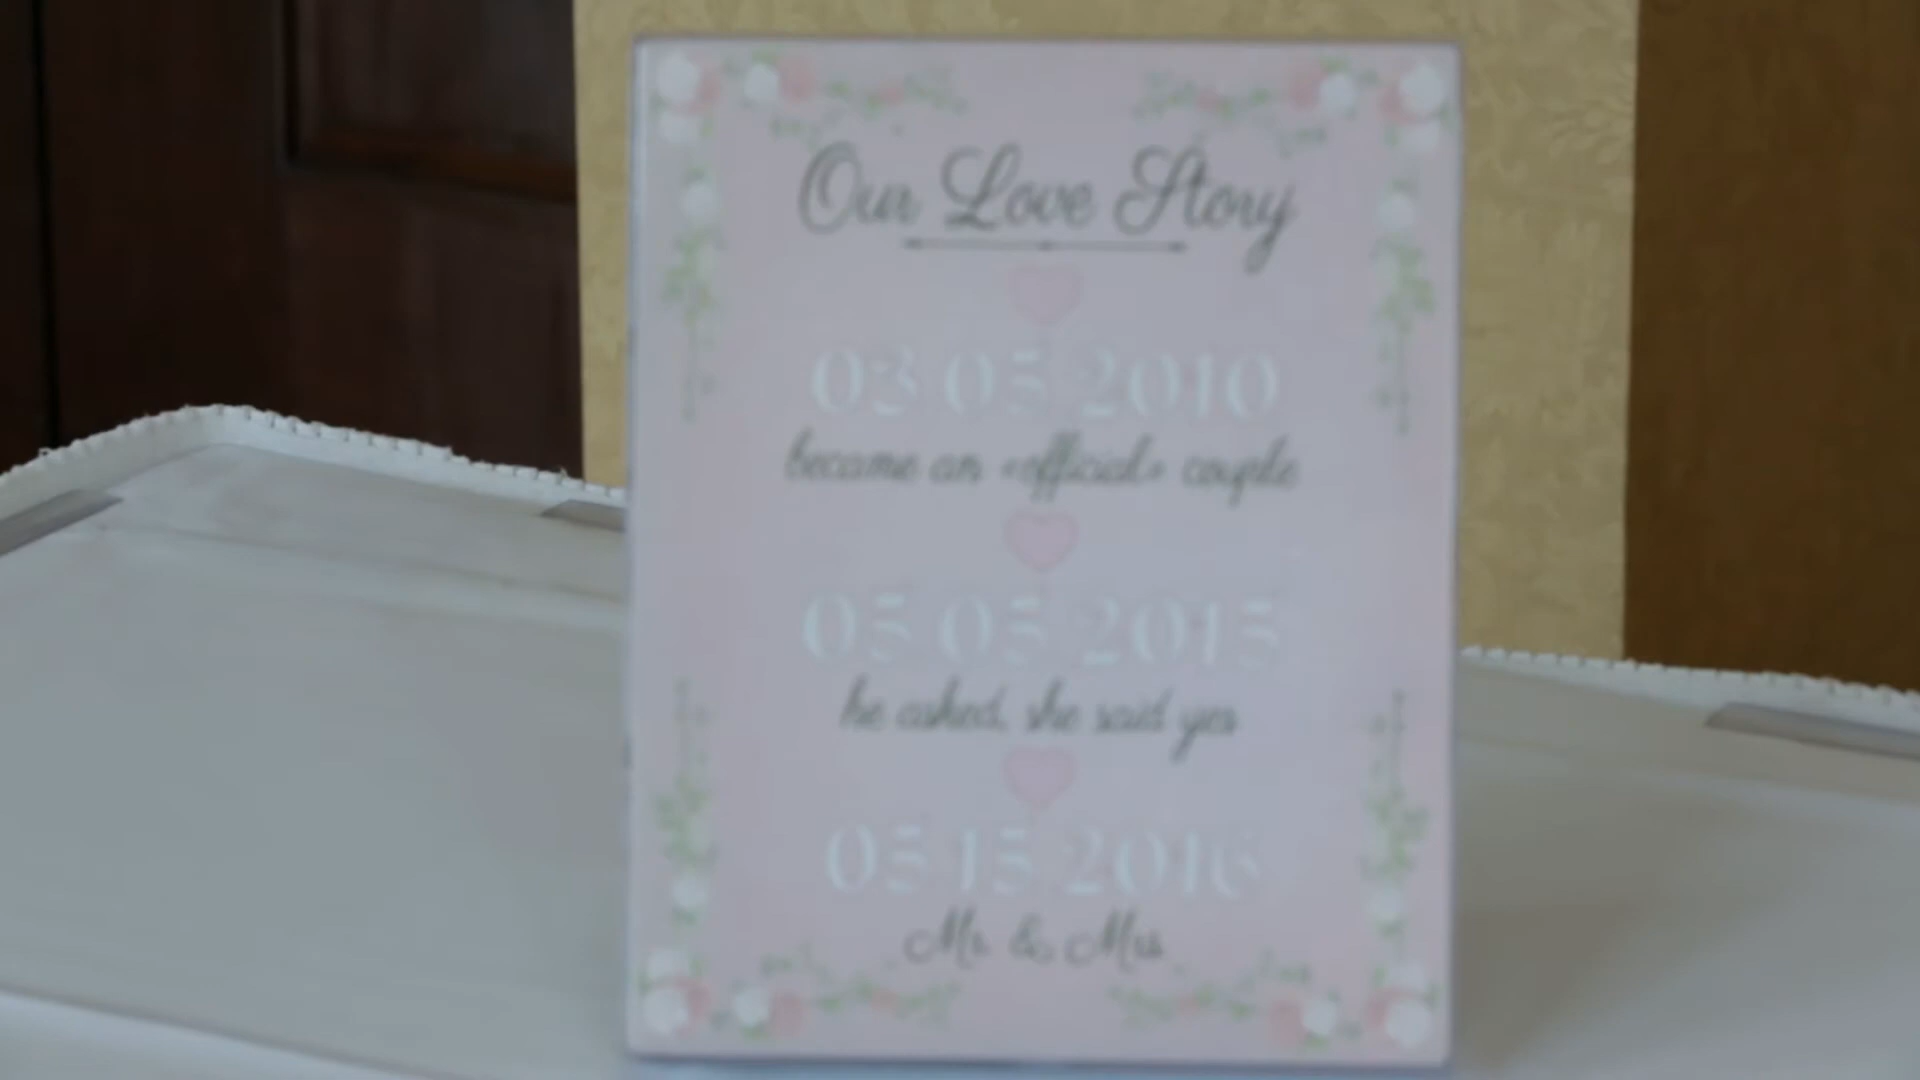 Our Love Story
03 05 2010
became an «official» couple
05 05 2015
he asked, she said yes
05 15 2016
Mr. & Mrs.